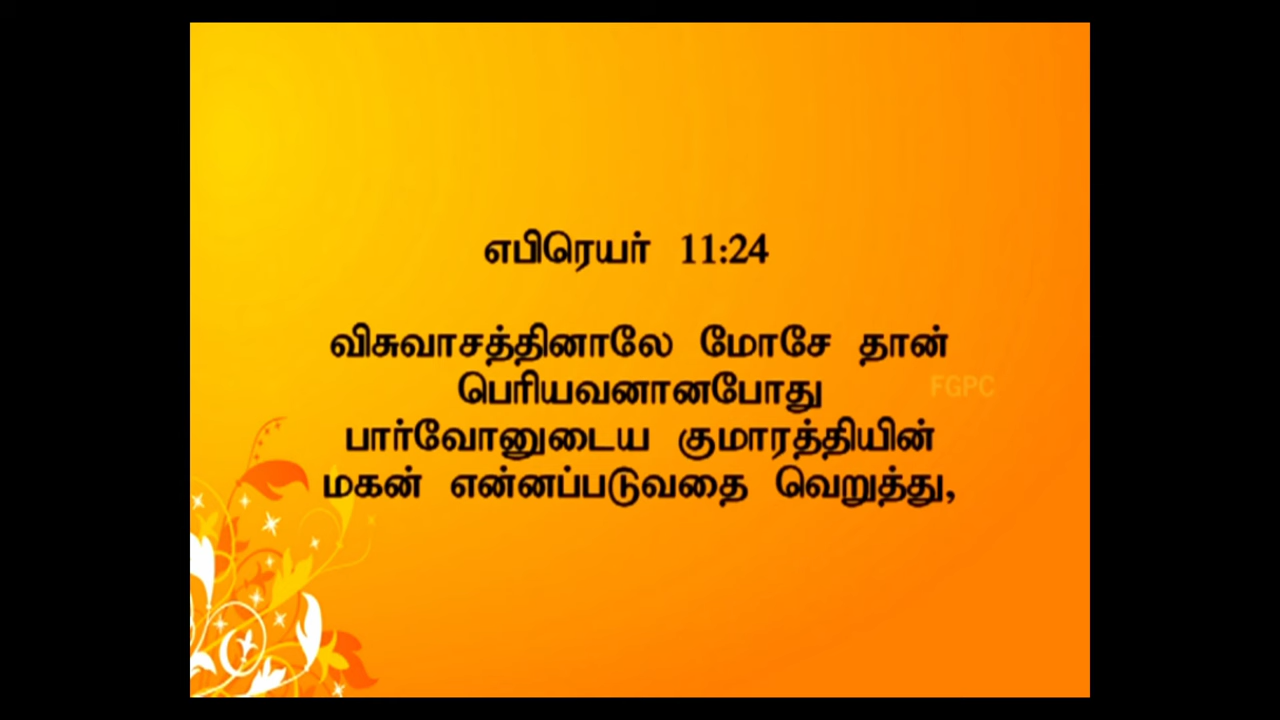 எபிரெயர் 11:24
விசுவாசத்தினாலே மோசே தான்
பெரியவனானபோது
FGPC
பார்வோனுடைய குமாரத்தியின்
மகன் என்னப்படுவதை வெறுத்து,